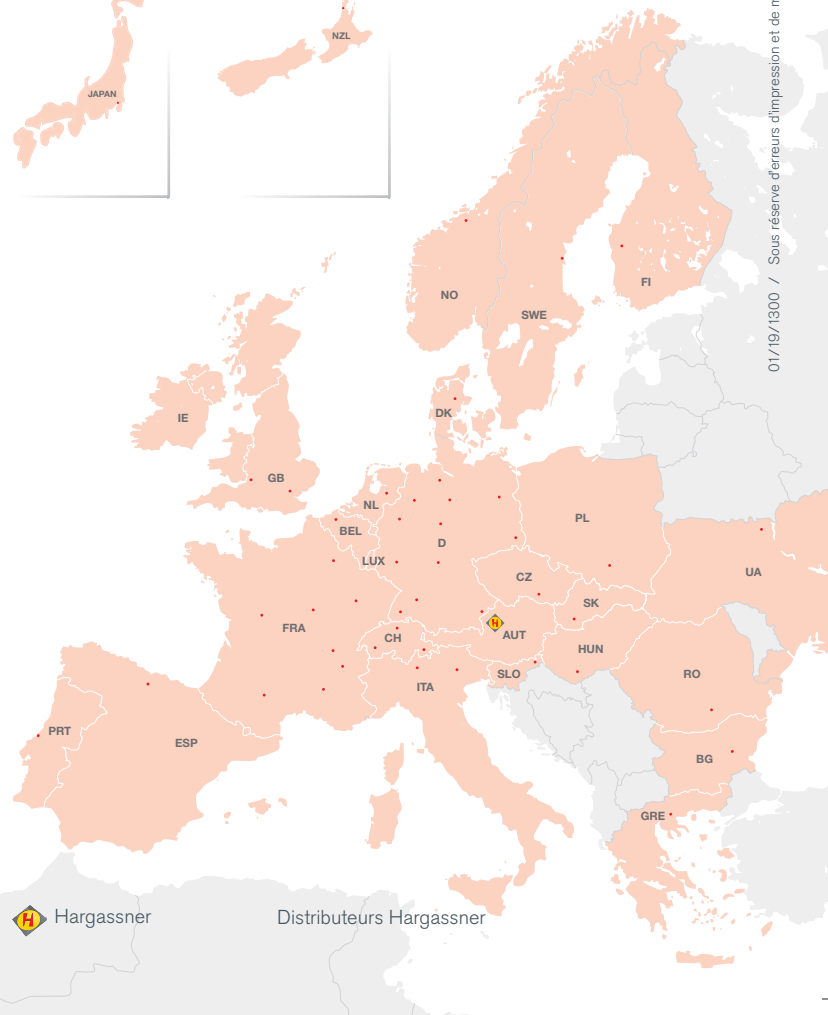 JAPAN
NZL
NO
SWE
FI
IE
GB
DK
NL
BEL
LUX
D
PL
CZ
SK
UA
FRA
CH
AUT
HUN
SLO
ITA
RO
PRT
ESP
BG
GRE
H
H Hargassner
Distributeurs Hargassner
01/19/1300 / Sous réserve d'erreurs d'impression et de